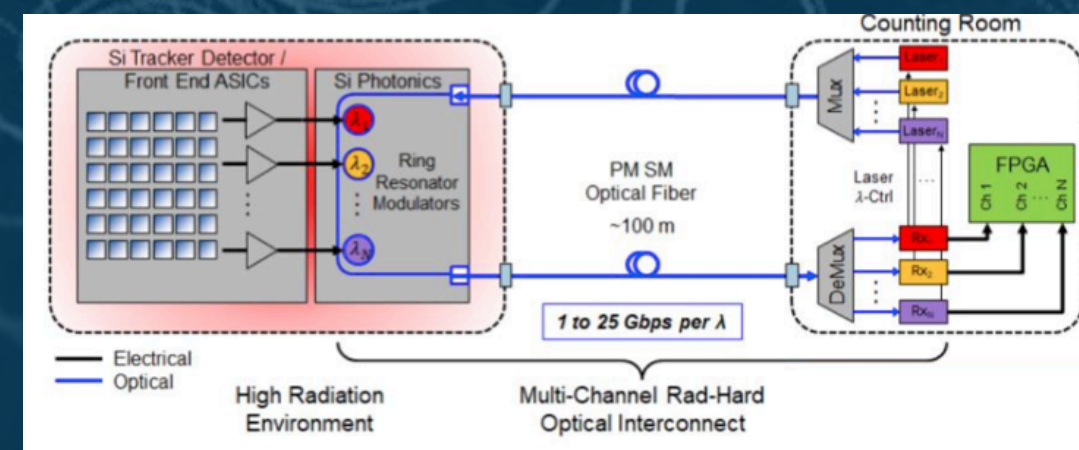 Counting Room
Si Tracker Detector /
Front End ASICs
Si Photonics
λ1
λ2
λN
Ring
Resonator
Modulators
PM SM
Optical Fiber
~100 m
1 to 25 Gbps per λ
Mux
DeMux
Laser1
Laser2
LaserN
Laser
λ-Ctrl
Rx1
Rx2
RxN
FPGA
Ch 1
Ch 2
Ch N
Electrical
Optical
High Radiation
Environment
Multi-Channel Rad-Hard
Optical Interconnect